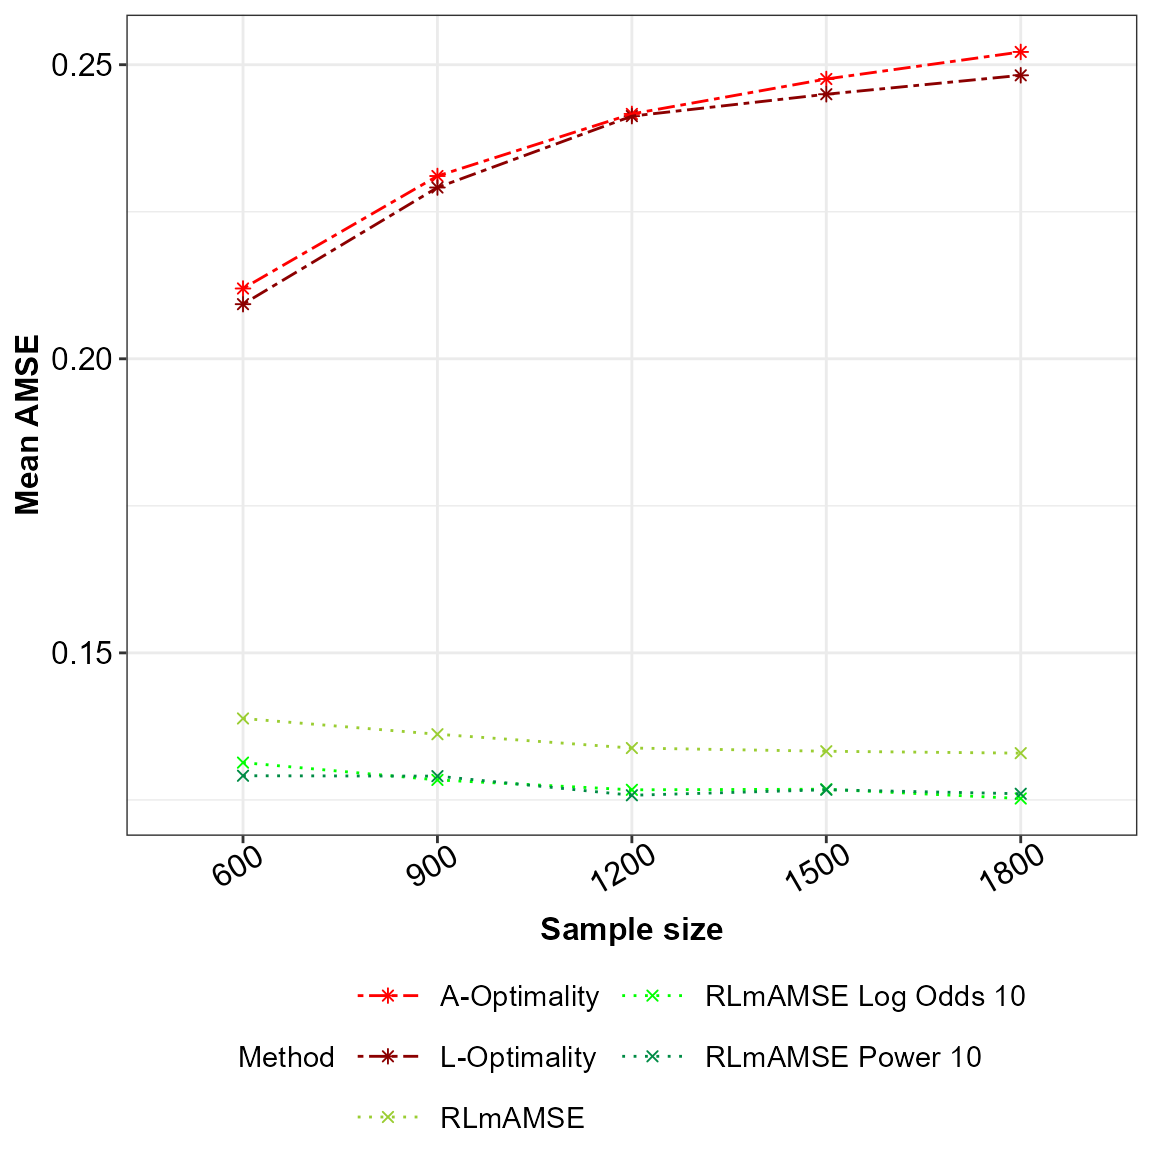 0.25
0.20
0.15
Mean AMSE
600 900 1200 1500 1800
Sample size
Method
A-Optimality
L-Optimality
RLmAMSE
RLmAMSE Log Odds 10
RLmAMSE Power 10